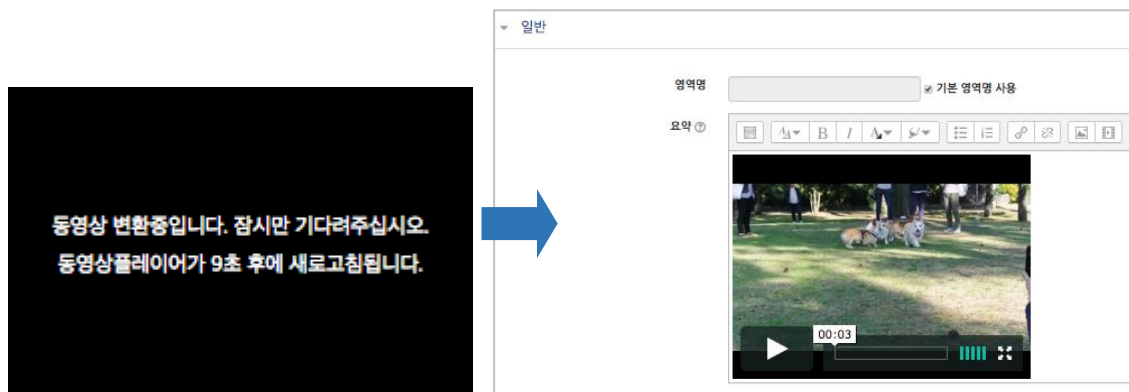 일반
영역명
기본 영역명 사용
요약
동영상 변환중입니다. 잠시만 기다려주십시오.
동영상플레이어가 9초 후에 새로고침됩니다.
00:03